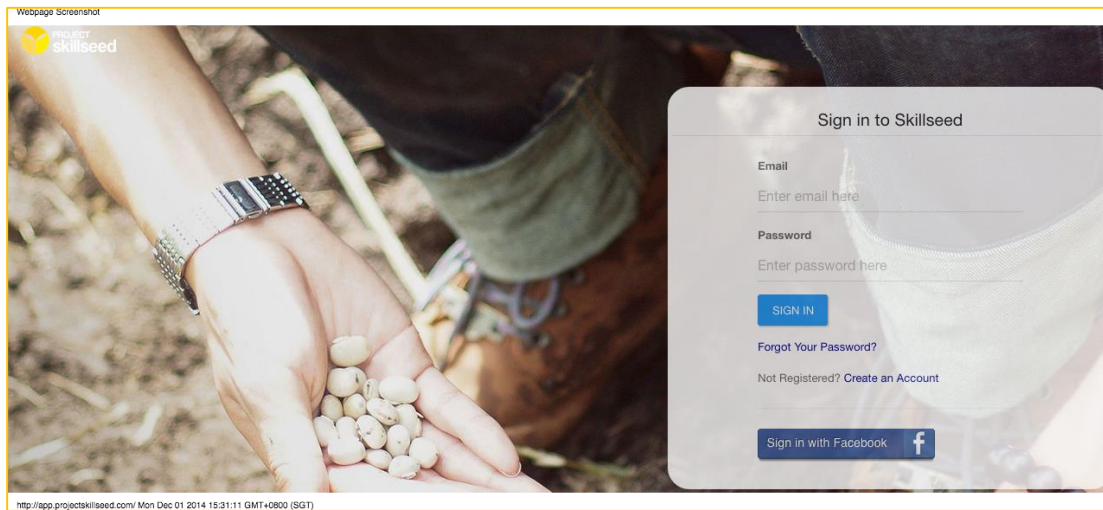 Webpage Screenshot
PROJECT
skillseed
Sign in to Skillseed
Email
Enter email here
Password
Enter password here
SIGN IN
Forgot Your Password?
Not Registered? Create an Account
Sign in with Facebook f
http://app.projectskillseed.com/ Mon Dec 01 2014 15:31:11 GMT+0800 (SGT)